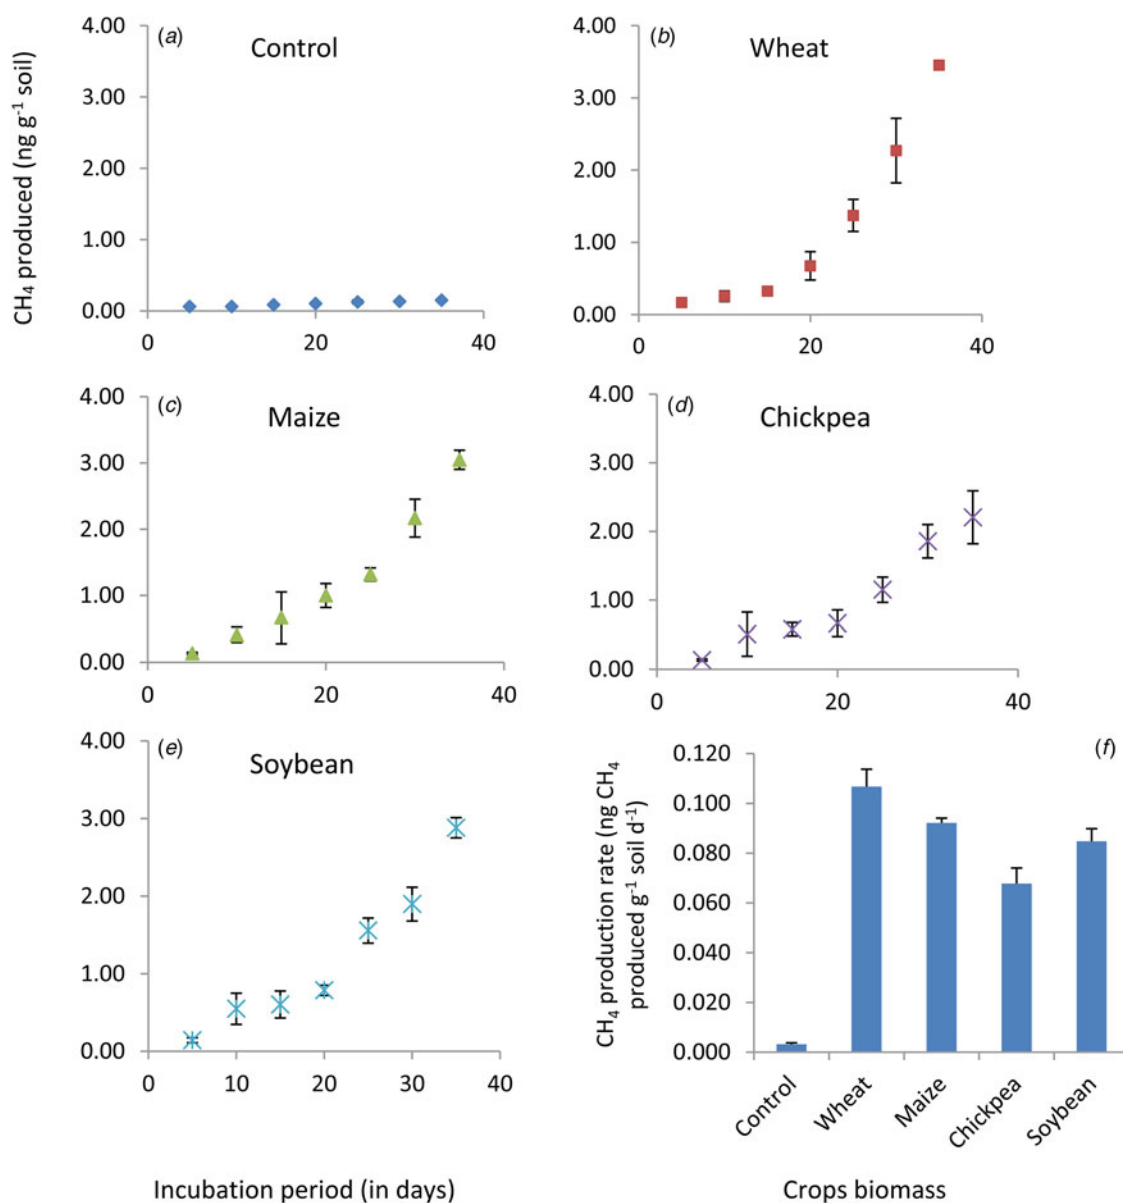 CH₄ produced (ng g⁻¹ soil)
(a)
Control
4.00
3.00
2.00
1.00
0.00
0 20 40
(b)
Wheat
4.00
3.00
2.00
1.00
0.00
0 20 40
(c)
Maize
4.00
3.00
2.00
1.00
0.00
0 20 40
(d)
Chickpea
4.00
3.00
2.00
1.00
0.00
0 20 40
(e)
Soybean
4.00
3.00
2.00
1.00
0.00
0 10 20 30 40
Incubation period (in days)
(f)
CH₄ production rate (ng CH₄
produced g⁻¹ soil d⁻¹)
0.120
0.100
0.080
0.060
0.040
0.020
0.000
Control Wheat Maize Chickpea Soybean
Crops biomass